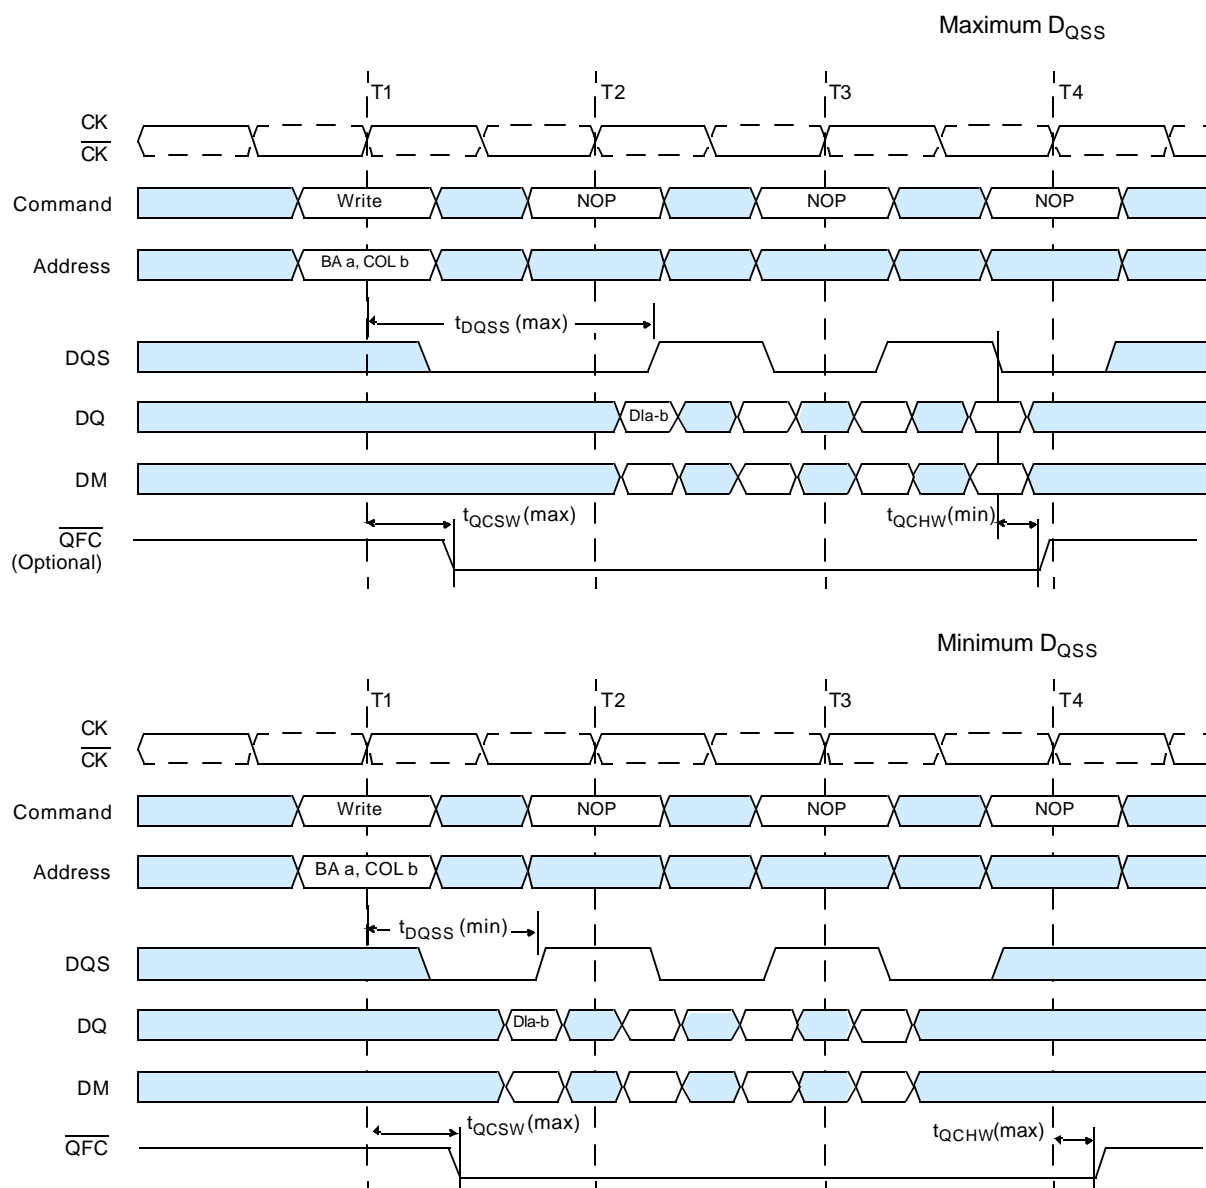 Maximum DQSS
T1 T2 T3 T4
CK
CK
Command Write NOP NOP NOP
Address BA a, COL b
tDQSS (max)
DQS
DQ DIa-b
DM
tQCSW(max) tQCHW(min)
QFC
(Optional)
Minimum DQSS
T1 T2 T3 T4
CK
CK
Command Write NOP NOP NOP
Address BA a, COL b
tDQSS (min)
DQS
DQ DIa-b
DM
tQCSW(max) tQCHW(max)
QFC